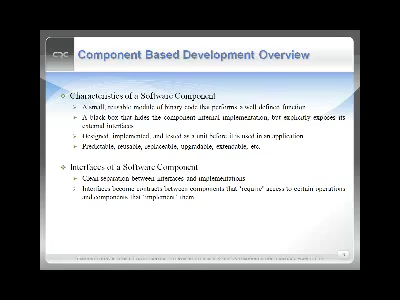 CRC
Component Based Development Overview
Characteristics of a Software Component
A small, reusable module of binary code that performs a well-defined function
A black-box that hides the component internal implementation, but explicitly exposes its
external interfaces
Designed, implemented, and tested as a unit before it is used in an application
Predictable, reusable, replaceable, upgradable, extendable, etc.
Interfaces of a Software Component
Clean separation between interfaces and implementations
Interfaces become contracts between components that 'require' access to certain operations
and components that 'implement' them